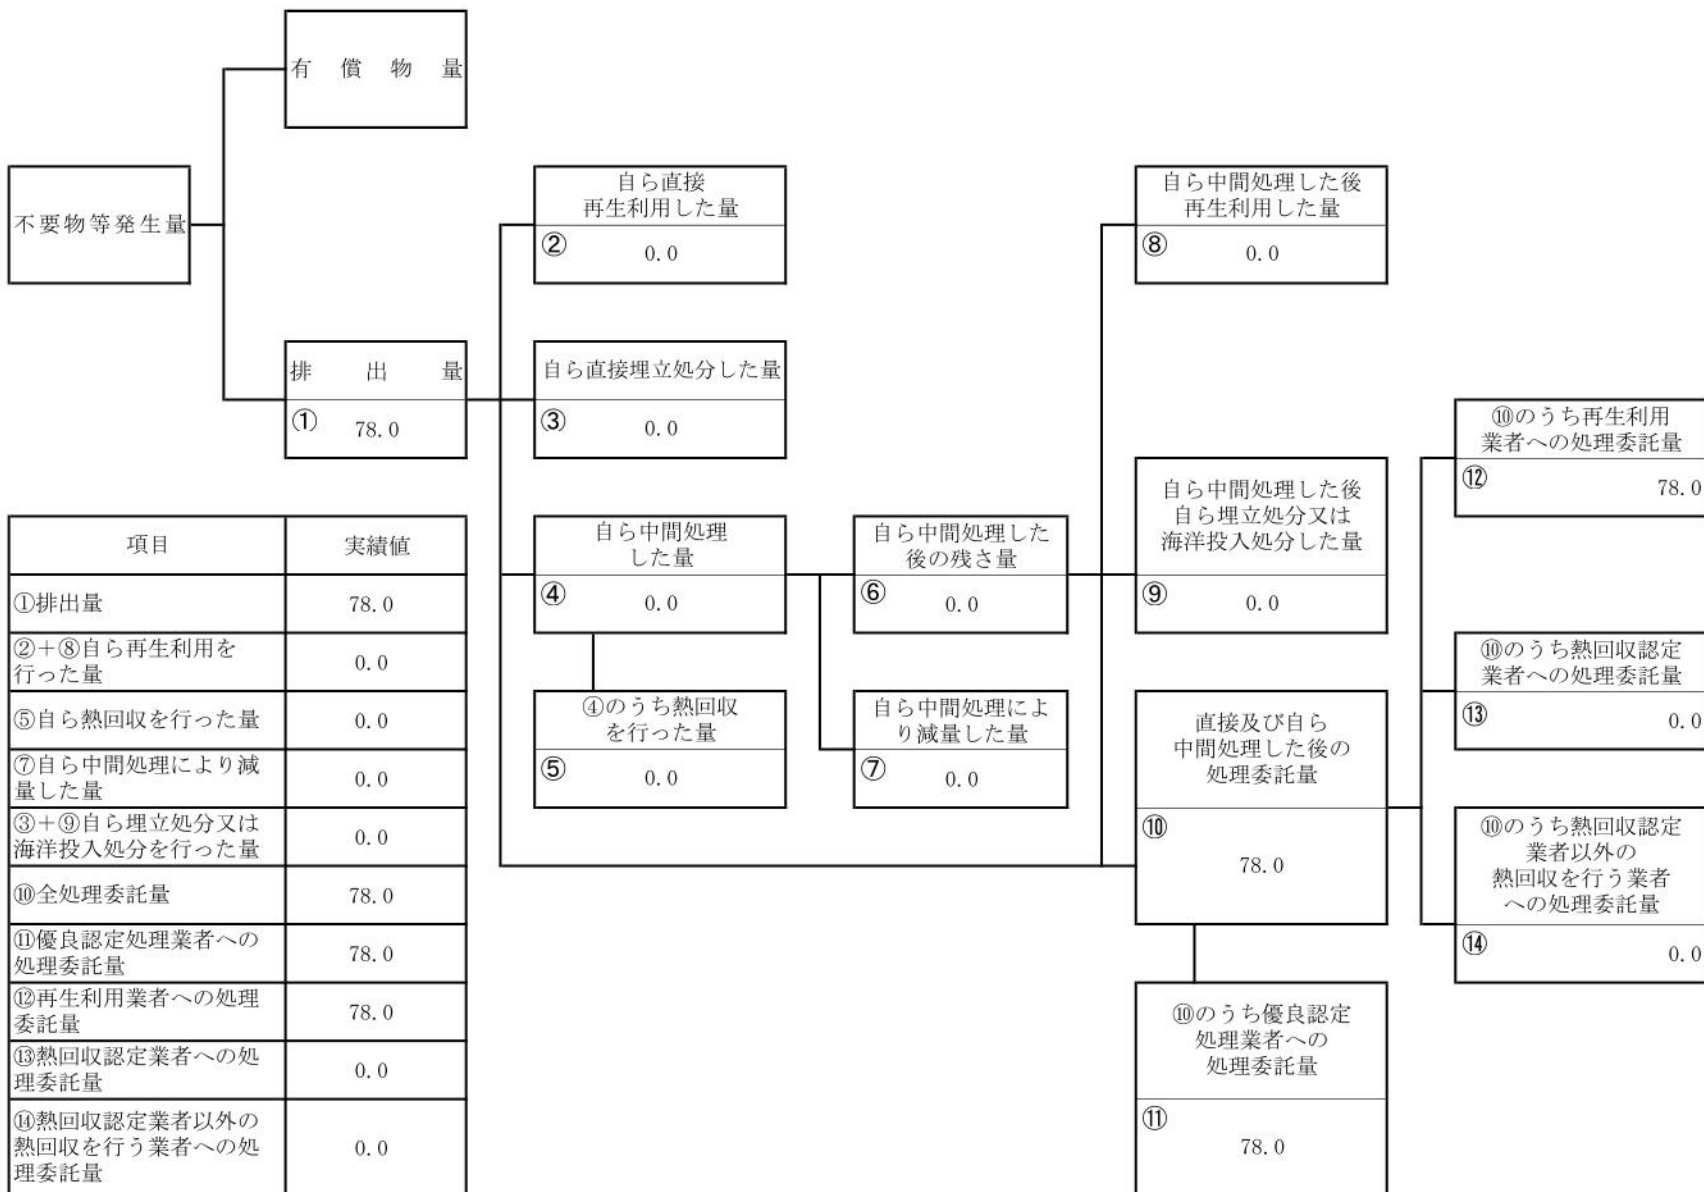 有償物量
不要物等発生量
排出量
① 78.0
自ら直接
再生利用した量
② 0.0
自ら直接埋立処分した量
③ 0.0
自ら中間処理
した量
④ 0.0
④のうち熱回収
を行った量
⑤ 0.0
自ら中間処理した
後の残さ量
⑥ 0.0
自ら中間処理によ
り減量した量
⑦ 0.0
自ら中間処理した後
再生利用した量
⑧ 0.0
自ら中間処理した後
自ら埋立処分又は
海洋投入処分した量
⑨ 0.0
直接及び自ら
中間処理した後の
処理委託量
⑩
78.0
⑩のうち優良認定
処理業者への
処理委託量
⑪
78.0
⑩のうち再生利用
業者への処理委託量
⑫ 78.0
⑩のうち熱回収認定
業者への処理委託量
⑬ 0.0
⑩のうち熱回収認定
業者以外の
熱回収を行う業者
への処理委託量
⑭ 0.0
項目 実績値
①排出量 78.0
②+⑧自ら再生利用を
行った量 0.0
⑤自ら熱回収を行った量 0.0
⑦自ら中間処理により減
量した量 0.0
③+⑨自ら埋立処分又は
海洋投入処分を行った量 0.0
⑩全処理委託量 78.0
⑪優良認定処理業者への
処理委託量 78.0
⑫再生利用業者への処理
委託量 78.0
⑬熱回収認定業者への処
理委託量 0.0
⑭熱回収認定業者以外の
熱回収を行う業者への処
理委託量 0.0